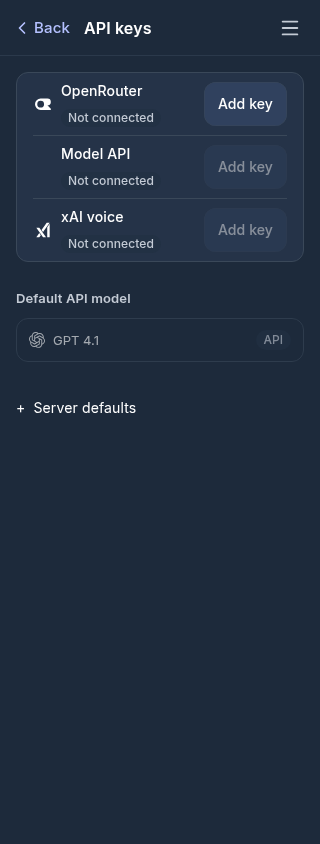 Back API keys
OpenRouter
Not connected
Add key
Model API
Not connected
Add key
xAI voice
Not connected
Add key
Default API model
GPT 4.1 API
+ Server defaults